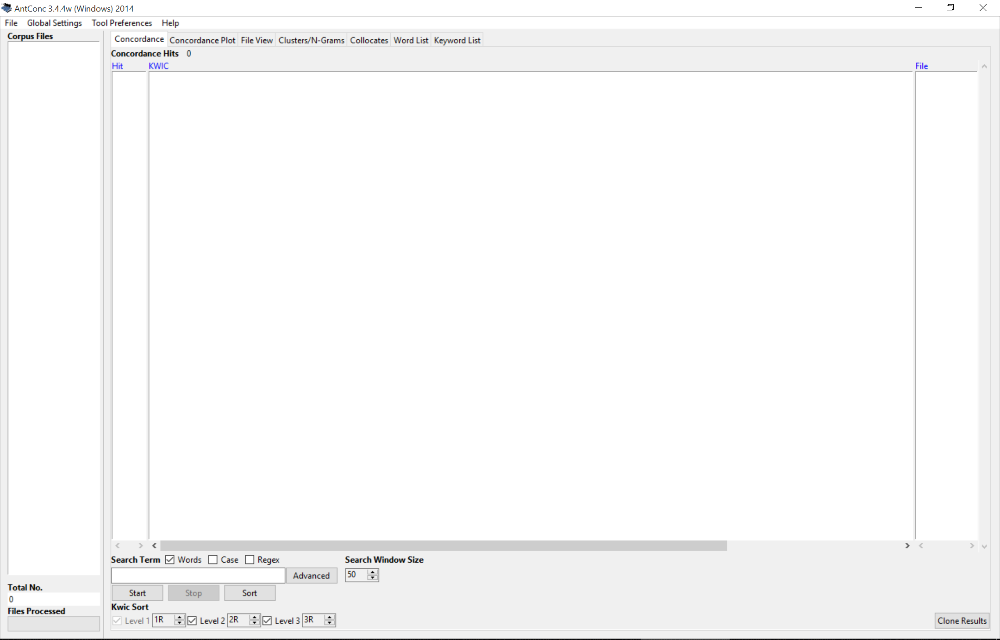 AntConc 3.4.4w (Windows) 2014
File Global Settings Tool Preferences Help
Corpus Files
Concordance Concordance Plot File View Clusters/N-Grams Collocates Word List Keyword List
Concordance Hits 0
Hit KWIC File
Search Term Words Case Regex Search Window Size
Advanced 50
Start Stop Sort
Total No.
0
Files Processed
Kwic Sort
Level 1 1R Level 2 2R Level 3 3R
Clone Results